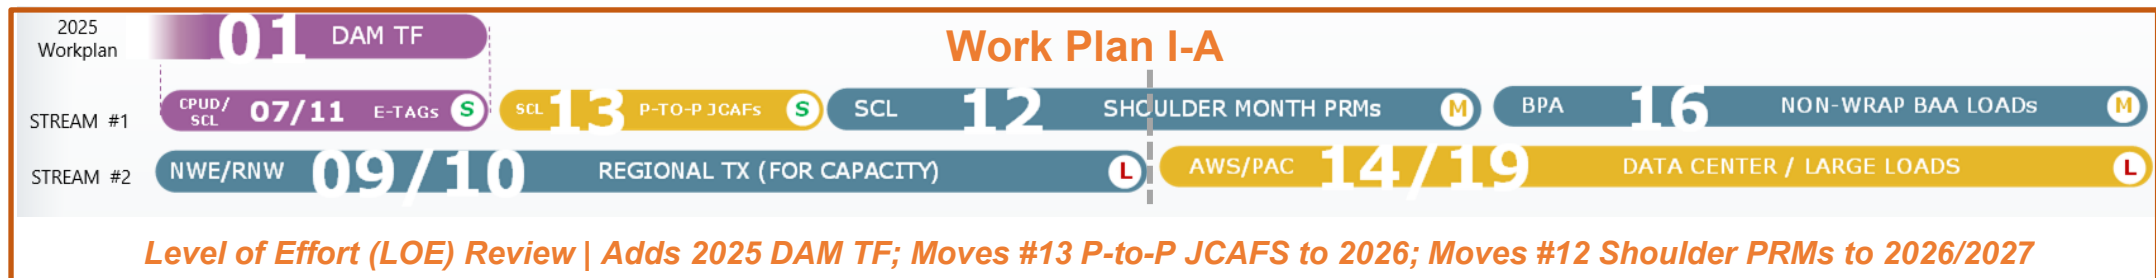 2025
Workplan
01 DAM TF
Work Plan I-A
STREAM #1
CPUD/
SCL
07/11 E-TAGs S
SCL 13 P-TO-P JCAFs S
SCL 12 SHOULDER MONTH PRMs M
BPA 16 NON-WRAP BAA LOADs M
STREAM #2
NWE/RNW 09/10 REGIONAL TX (FOR CAPACITY) L
AWS/PAC 14/19 DATA CENTER / LARGE LOADS L
Level of Effort (LOE) Review | Adds 2025 DAM TF; Moves #13 P-to-P JCAFS to 2026; Moves #12 Shoulder PRMs to 2026/2027